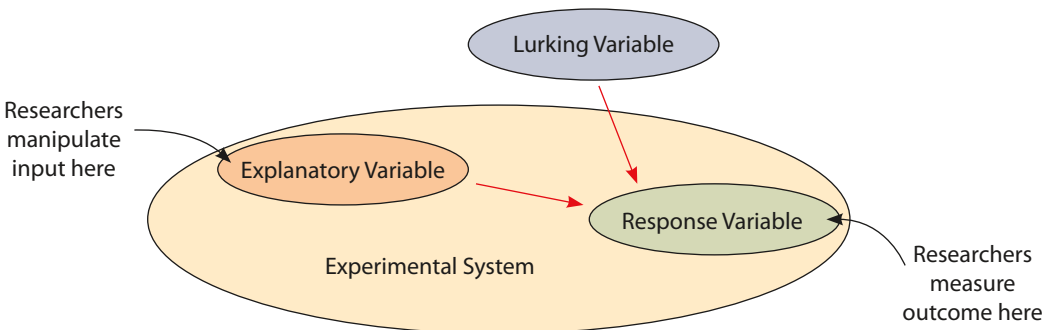 Lurking Variable
Researchers
manipulate
input here
Explanatory Variable
Response Variable
Experimental System
Researchers
measure
outcome here